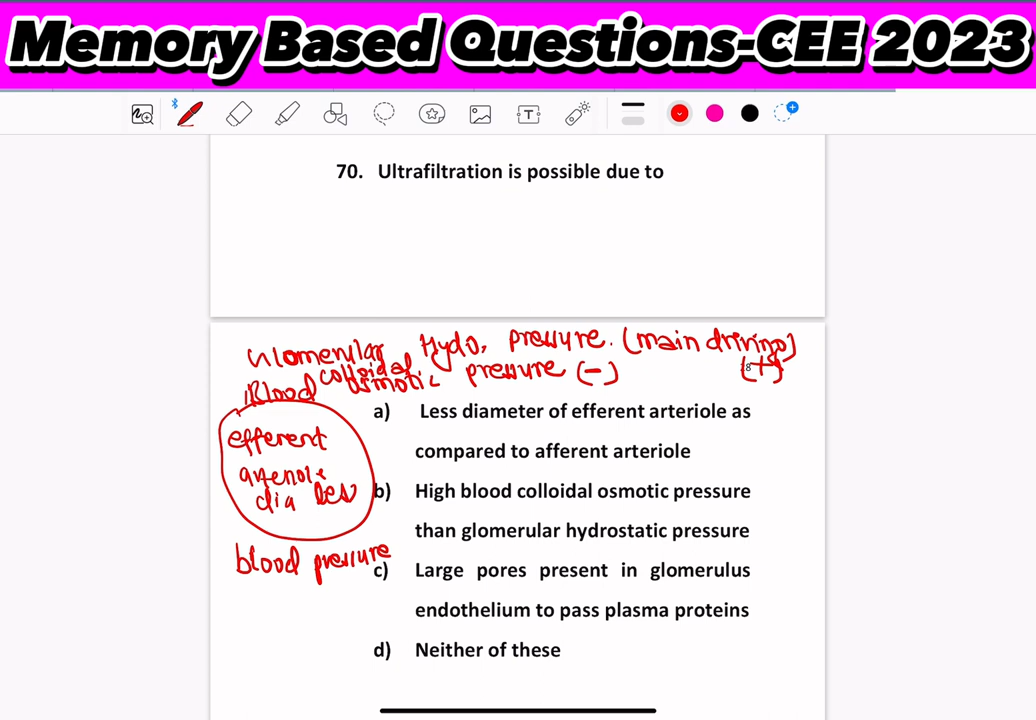 Memory Based Questions-CEE 2023
70. Ultrafiltration is possible due to
Glomerular Hydo. pressure. (main driving)
Blood colloidal osmotic pressure (-) (+)
a) Less diameter of efferent arteriole as
compared to afferent arteriole
efferent
arteriole
dia less
b) High blood colloidal osmotic pressure
than glomerular hydrostatic pressure
blood pressure
c) Large pores present in glomerulus
endothelium to pass plasma proteins
d) Neither of these